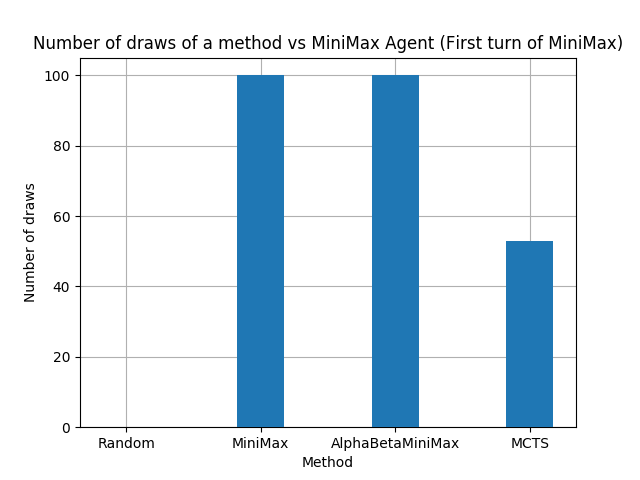 Number of draws of a method vs MiniMax Agent (First turn of MiniMax)
Number of draws
100
80
60
40
20
0
Random MiniMax AlphaBetaMiniMax MCTS
Method